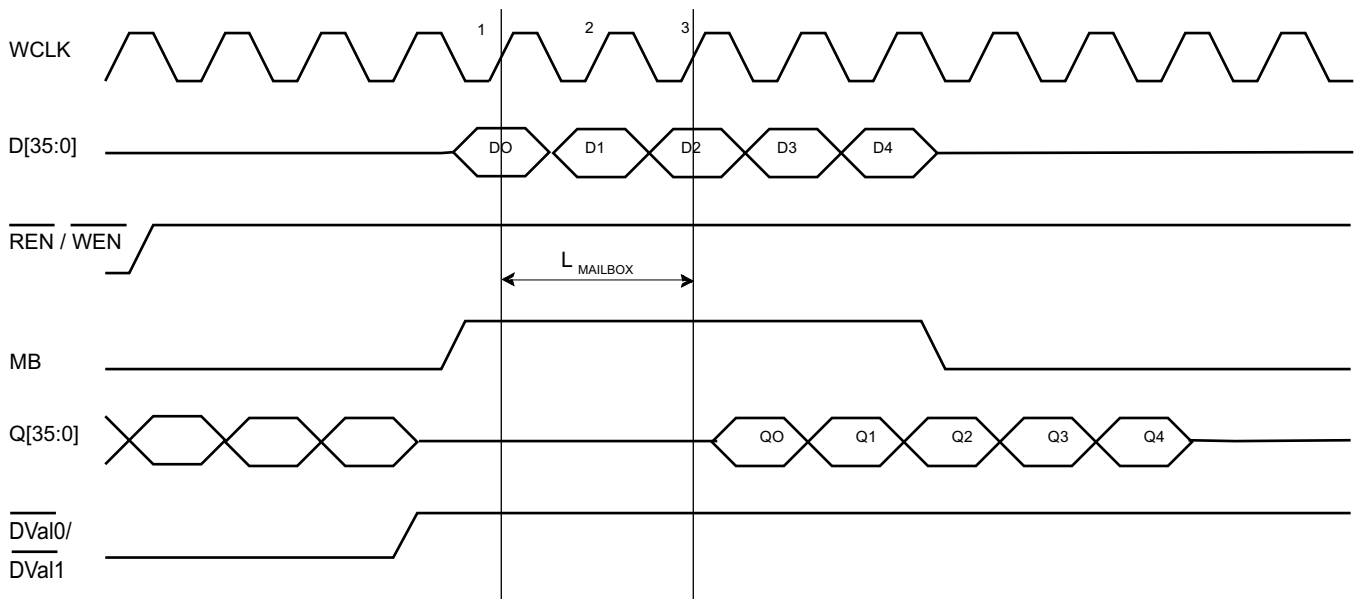 1 2 3
WCLK
D[35:0]
DO D1 D2 D3 D4
REN / WEN
L MAILBOX
MB
Q[35:0]
QO Q1 Q2 Q3 Q4
DVal0/
DVal1